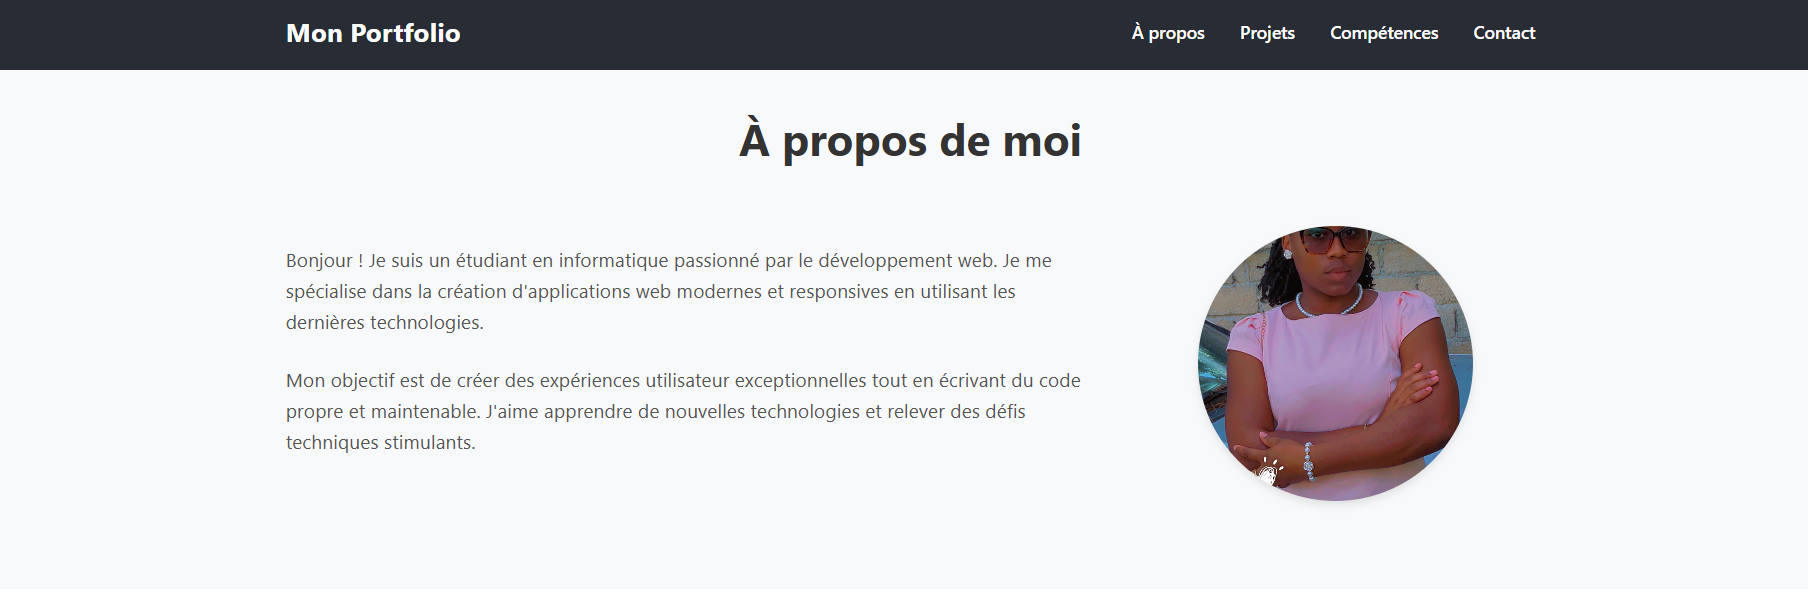 Mon Portfolio
À propos
Projets
Compétences
Contact
À propos de moi
Bonjour ! Je suis un étudiant en informatique passionné par le développement web. Je me
spécialise dans la création d'applications web modernes et responsives en utilisant les
dernières technologies.
Mon objectif est de créer des expériences utilisateur exceptionnelles tout en écrivant du code
propre et maintenable. J'aime apprendre de nouvelles technologies et relever des défis
techniques stimulants.